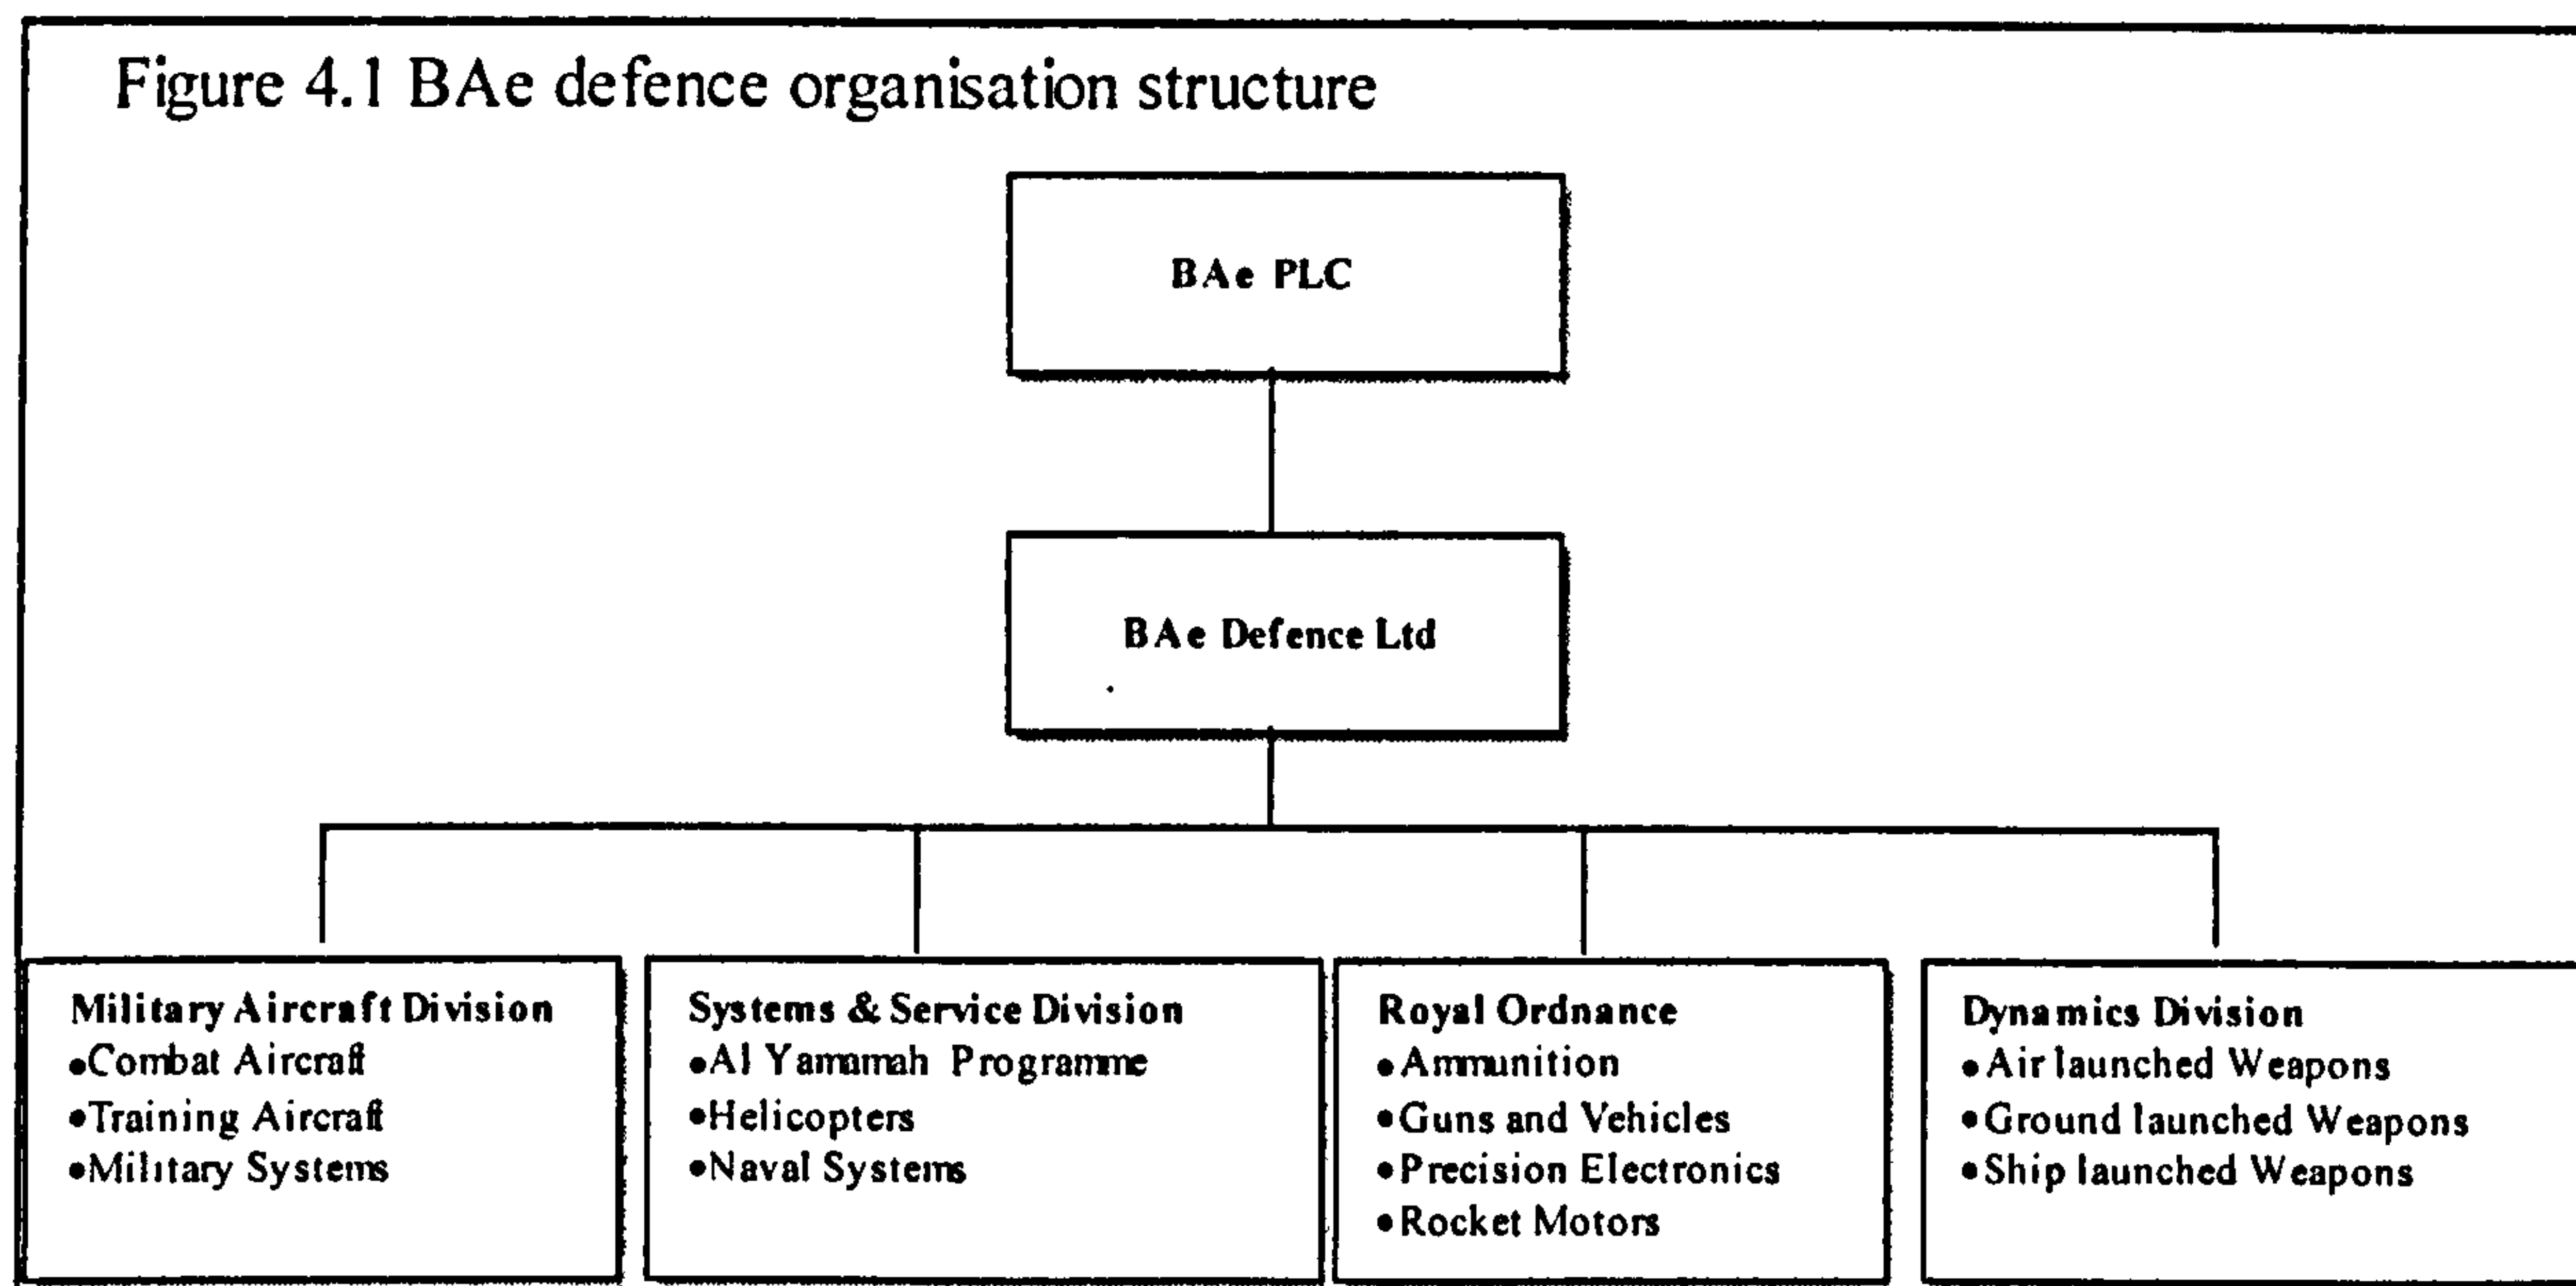 Figure 4.1 BAe defence organisation structure
BAe PLC
BAe Defence Ltd
Military Aircraft Division
•Combat Aircraft
•Training Aircraft
•Military Systems
Systems & Service Division
•Al Yamamah Programme
•Helicopters
•Naval Systems
Royal Ordnance
•Ammunition
•Guns and Vehicles
•Precision Electronics
•Rocket Motors
Dynamics Division
•Air launched Weapons
•Ground launched Weapons
•Ship launched Weapons